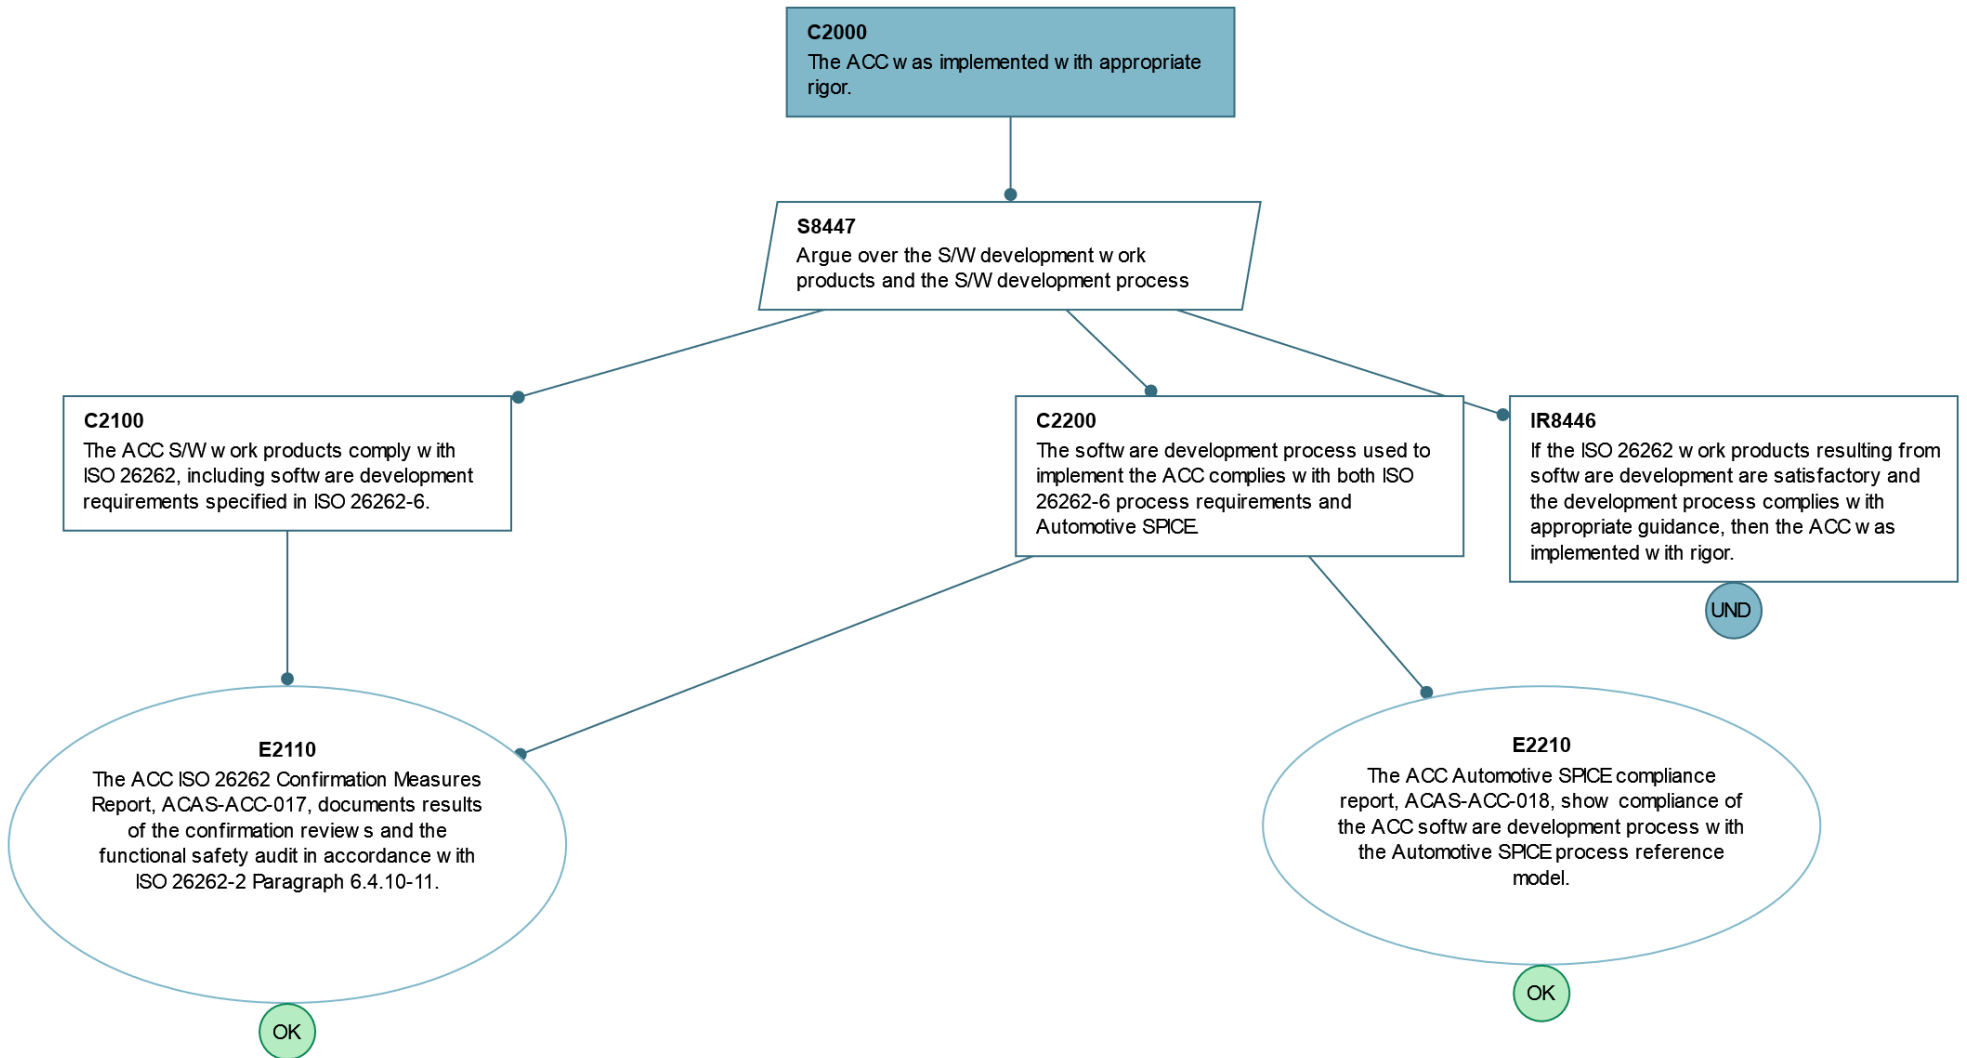 C2000
The ACC was implemented with appropriate
rigor.
S8447
Argue over the S/W development work
products and the S/W development process
C2100
The ACC S/W work products comply with
ISO 26262, including software development
requirements specified in ISO 26262-6.
C2200
The software development process used to
implement the ACC complies with both ISO
26262-6 process requirements and
Automotive SPICE.
IR8446
If the ISO 26262 work products resulting from
software development are satisfactory and
the development process complies with
appropriate guidance, then the ACC was
implemented with rigor.
UND
E2110
The ACC ISO 26262 Confirmation Measures
Report, ACAS-ACC-017, documents results
of the confirmation reviews and the
functional safety audit in accordance with
ISO 26262-2 Paragraph 6.4.10-11.
OK
E2210
The ACC Automotive SPICE compliance
report, ACAS-ACC-018, show compliance of
the ACC software development process with
the Automotive SPICE process reference
model.
OK